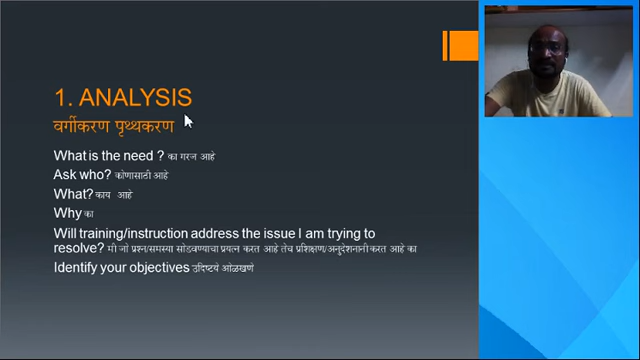 1. ANALYSIS
वर्गीकरण पृथ्थकरण
What is the need ? का गरज आहे
Ask who? कोणासाठी आहे
What? काय आहे
Why का
Will training/instruction address the issue I am trying to
resolve? मी जो प्रश्न/समस्या सोडवण्याचा प्रयत्न करत आहे तेच प्रशिक्षण/अनुदेशनानी करत आहे का
Identify your objectives उदिष्टये ओळखणे